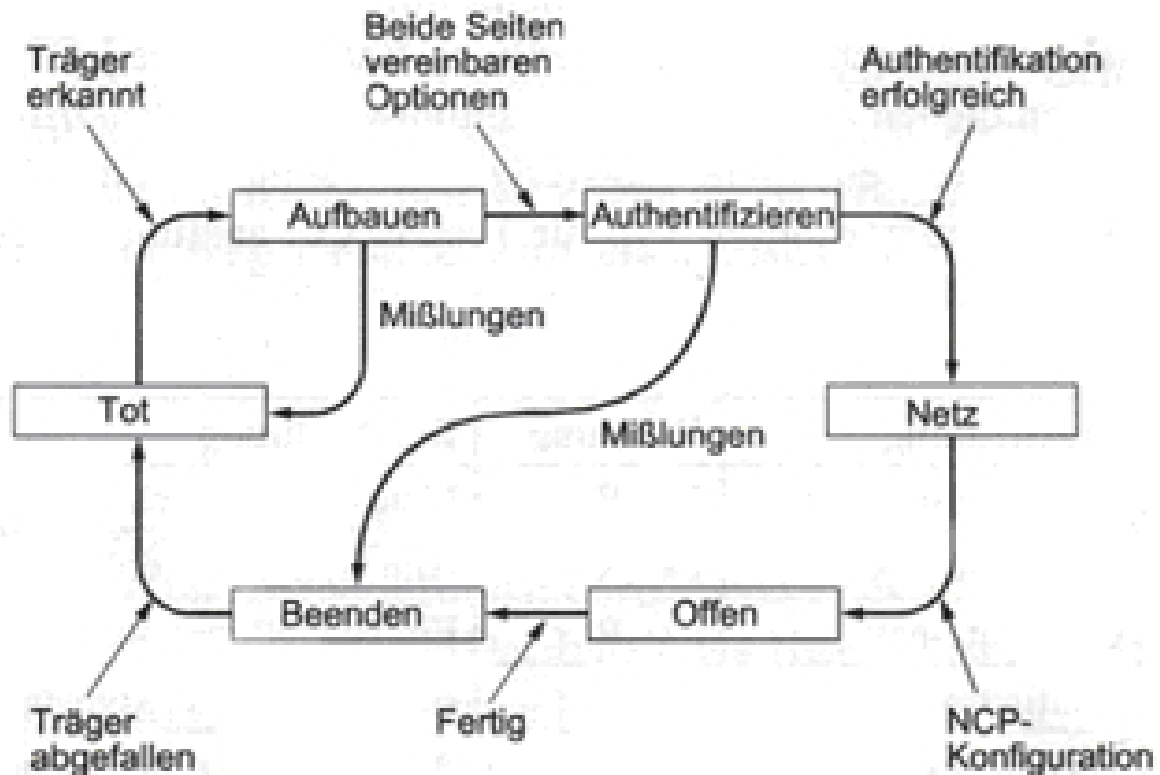 Träger
erkannt
Beide Seiten
vereinbaren
Optionen
Authentifikation
erfolgreich
Aufbauen
Authentifizieren
Mißlungen
Tot
Netz
Mißlungen
Beenden
Offen
Träger
abgefallen
Fertig
NCP-
Konfiguration